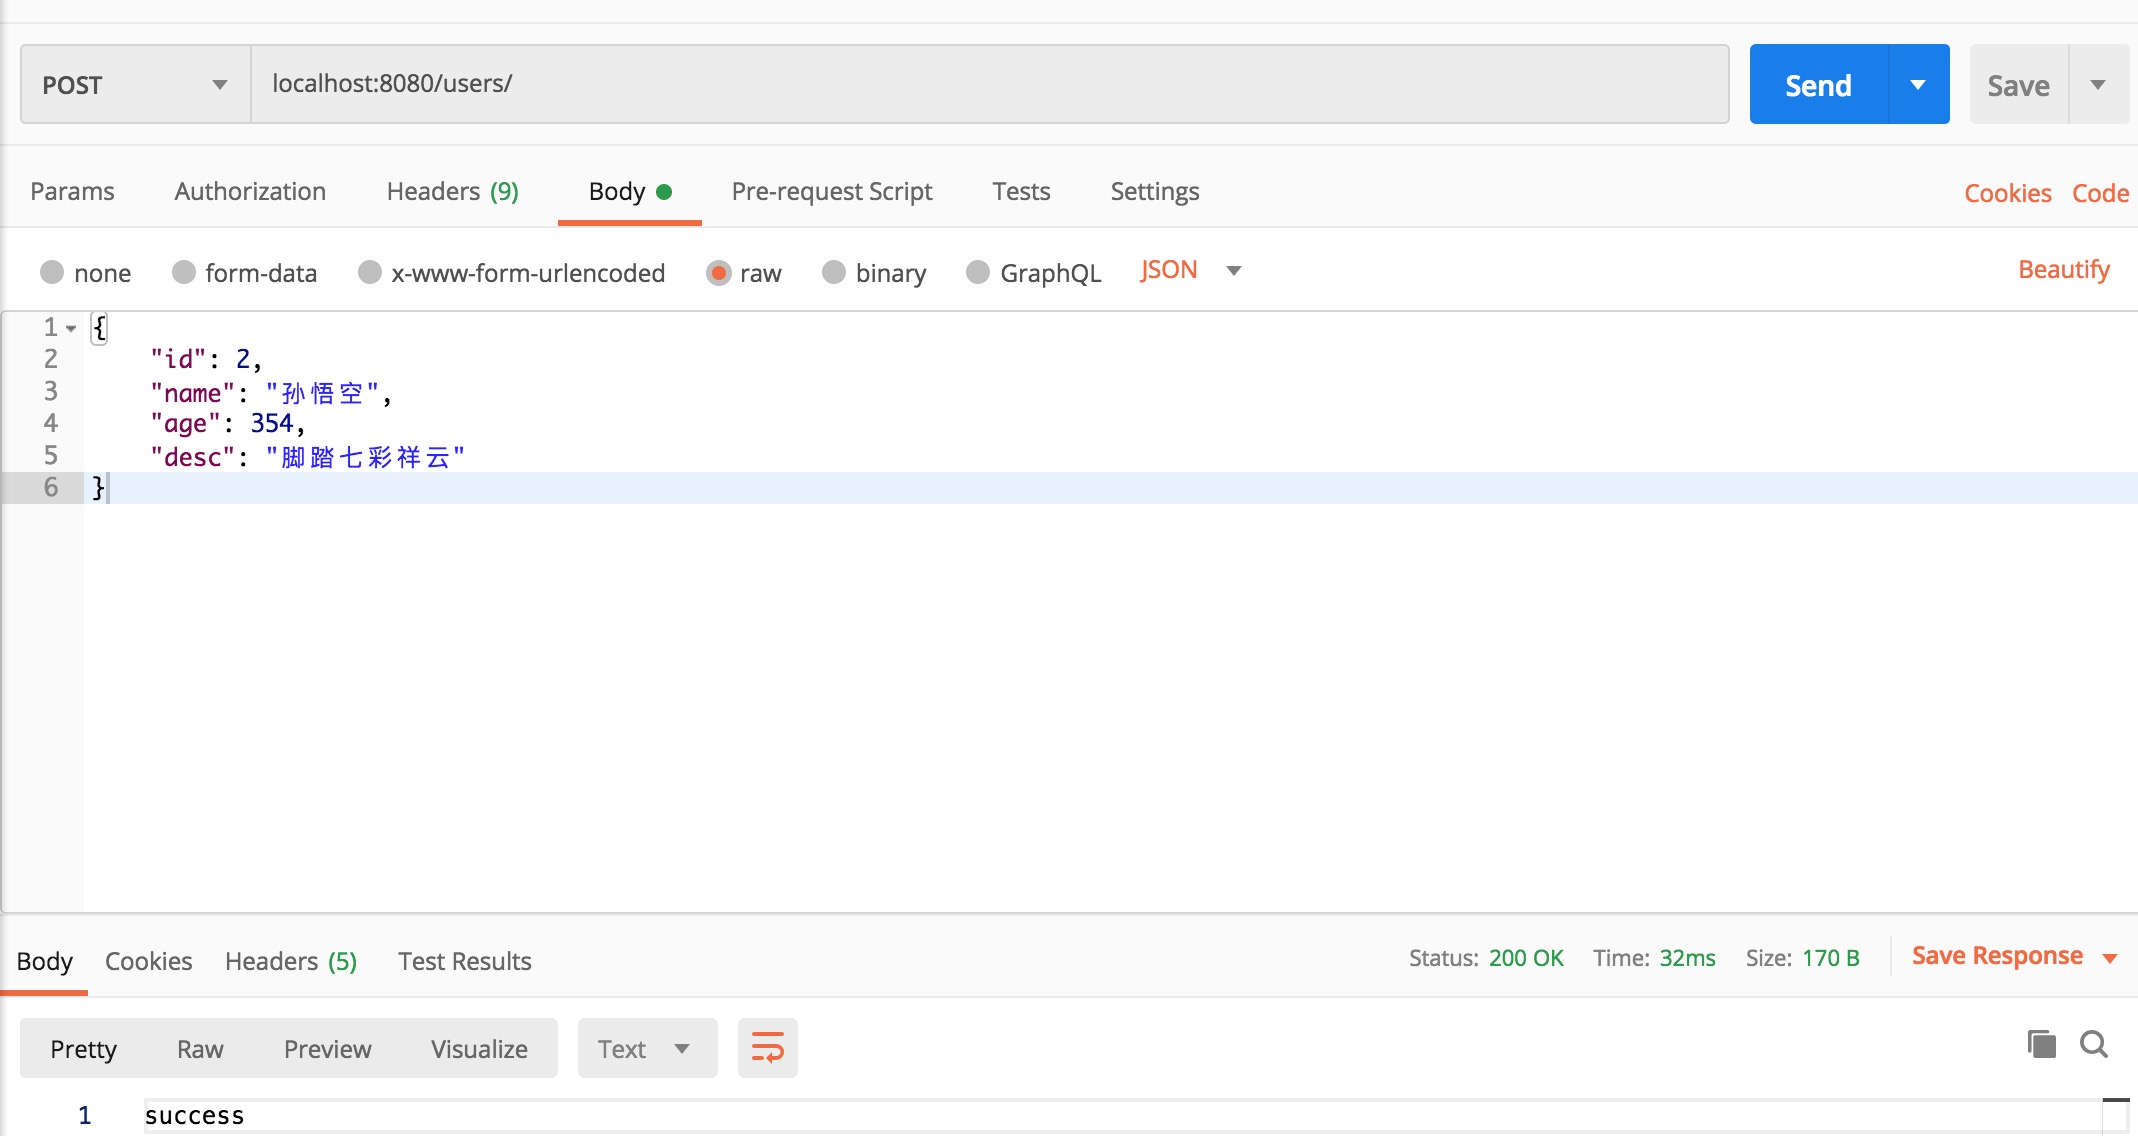 POST localhost:8080/users/ Send Save
Params Authorization Headers (9) Body Pre-request Script Tests Settings Cookies Code
none form-data x-www-form-urlencoded raw binary GraphQL JSON Beautify
1 {
2 "id": 2,
3 "name": "孙悟空",
4 "age": 354,
5 "desc": "脚踏七彩祥云"
6 }
Body Cookies Headers (5) Test Results Status: 200 OK Time: 32ms Size: 170 B Save Response
Pretty Raw Preview Visualize Text
1 success